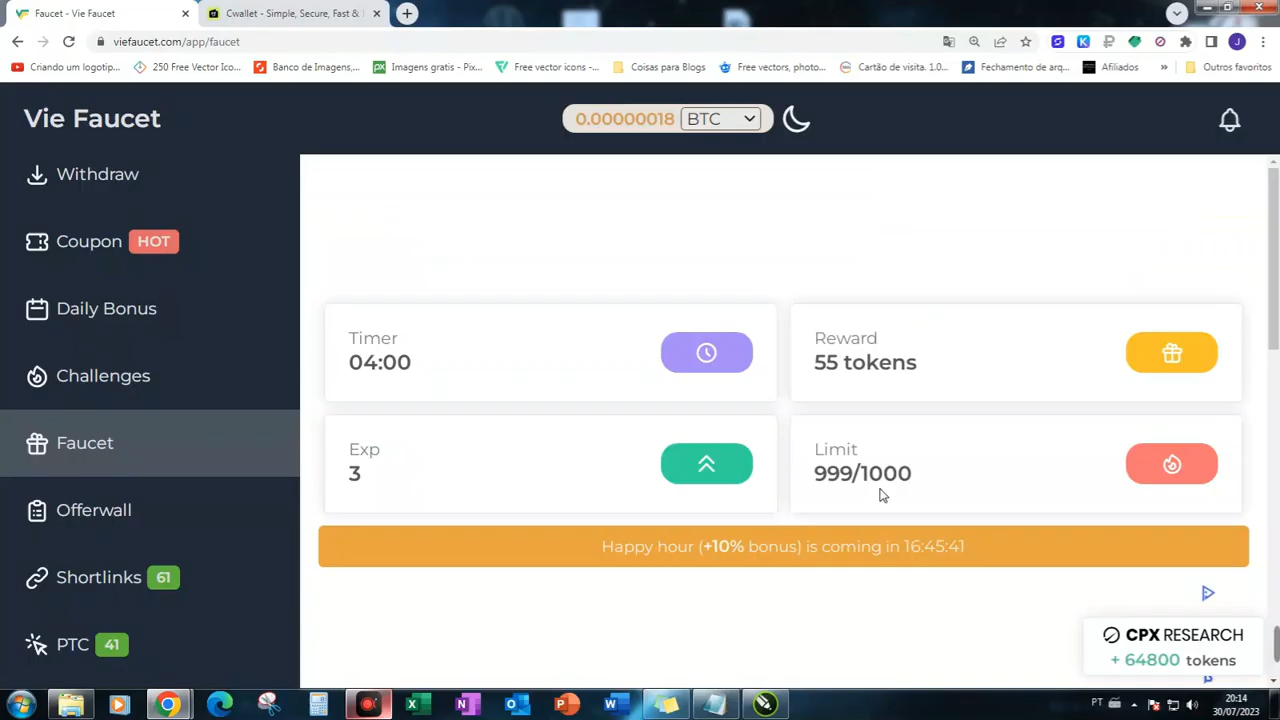 Faucet - Vie Faucet
Cwallet - Simple, Secure, Fast &
viefaucet.com/app/faucet
Criando um logotip...
250 Free Vector Ico...
Banco de Imagens,...
Imagens gratis - Pix...
Free vector icons -...
Coisas para Blogs
Free vectors, photo...
Cartão de visita. 1.0...
Fechamento de arq...
Afiliados
»
Outros favoritos
Vie Faucet
0.00000018 BTC
Withdraw
Coupon HOT
Daily Bonus
Challenges
Faucet
Offerwall
Shortlinks 61
PTC 41
Timer
04:00
Reward
55 tokens
Exp
3
Limit
999/1000
Happy hour (+10% bonus) is coming in 16:45:41
CPX RESEARCH
+ 64800 tokens
PT
20:14
30/07/2023